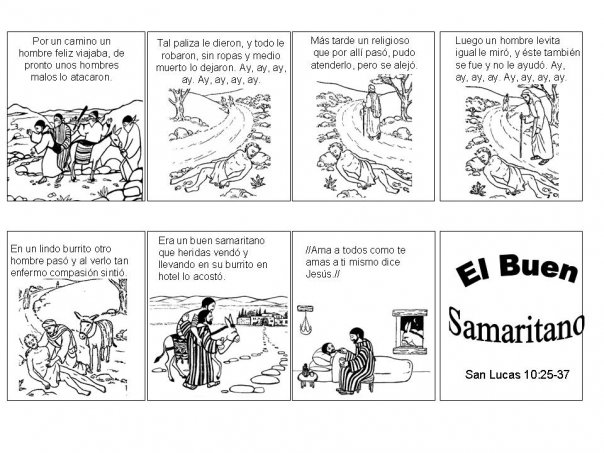 Por un camino un
hombre feliz viajaba, de
pronto unos hombres
malos lo atacaron.
Tal paliza le dieron, y todo le
robaron, sin ropas y medio
muerto lo dejaron. Ay, ay, ay,
ay. Ay, ay, ay, ay.
Más tarde un religioso
que por allí pasó, pudo
atenderlo, pero se alejó.
Luego un hombre levita
igual le miró, y éste también
se fue y no le ayudó. Ay,
ay, ay, ay. Ay, ay, ay, ay.
En un lindo burrito otro
hombre pasó y al verlo tan
enfermo compasión sintió.
Era un buen samaritano
que heridas vendó y
llevando en su burrito en
hotel lo acostó.
//Ama a todos como te
amas a ti mismo dice
Jesús.//
El Buen
Samaritano
San Lucas 10:25-37